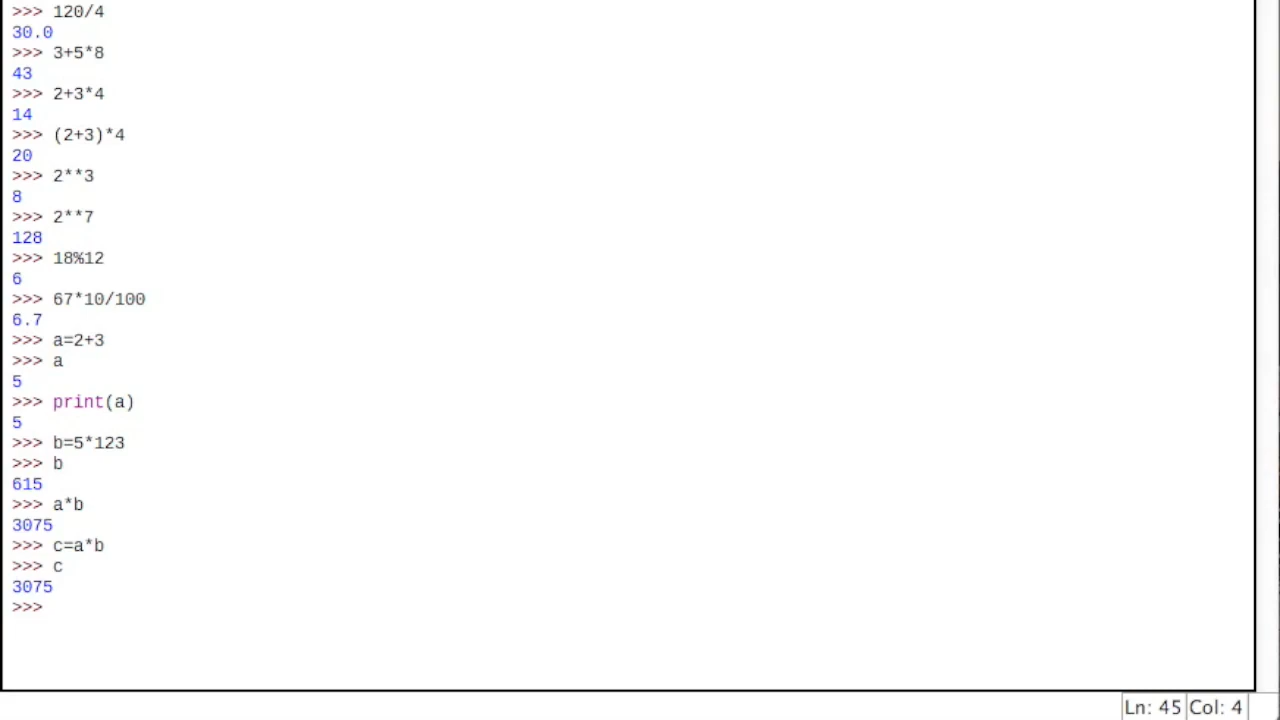 >>> 120/4
30.0
>>> 3+5*8
43
>>> 2+3*4
14
>>> (2+3)*4
20
>>> 2**3
8
>>> 2**7
128
>>> 18%12
6
>>> 67*10/100
6.7
>>> a=2+3
>>> a
5
>>> print(a)
5
>>> b=5*123
>>> b
615
>>> a*b
3075
>>> c=a*b
>>> c
3075
>>>
Ln: 45 Col: 4